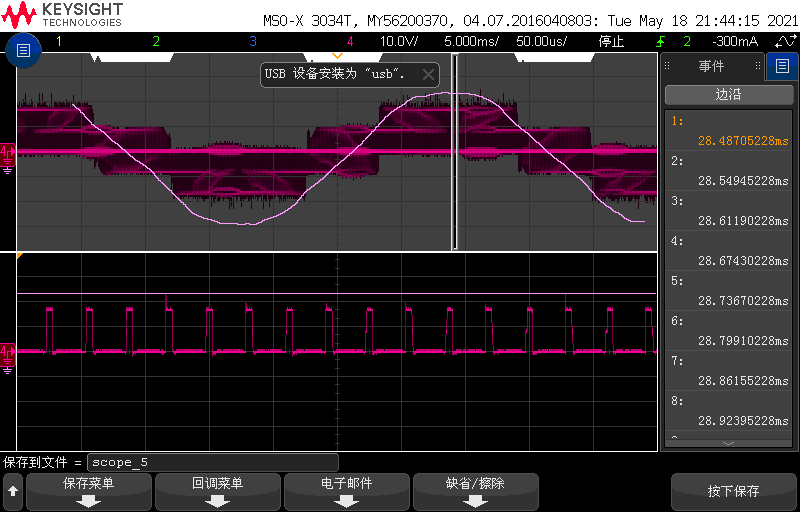 KEYSIGHT
TECHNOLOGIES
MSO-X 3034T, MY56200370, 04.07.2016040803: Tue May 18 21:44:15 2021
1 2 3 4 10.0V/ 5.000ms/ 50.00us/ 停止 2 -300mA
USB 设备安装为 "usb".
事件
边沿
1:
28.48705228ms
2:
28.54945228ms
3:
28.61190228ms
4:
28.67430228ms
5:
28.73670228ms
6:
28.79910228ms
7:
28.86155228ms
8:
28.92395228ms
保存到文件 = scope_5
保存菜单 回调菜单 电子邮件 缺省/擦除 按下保存